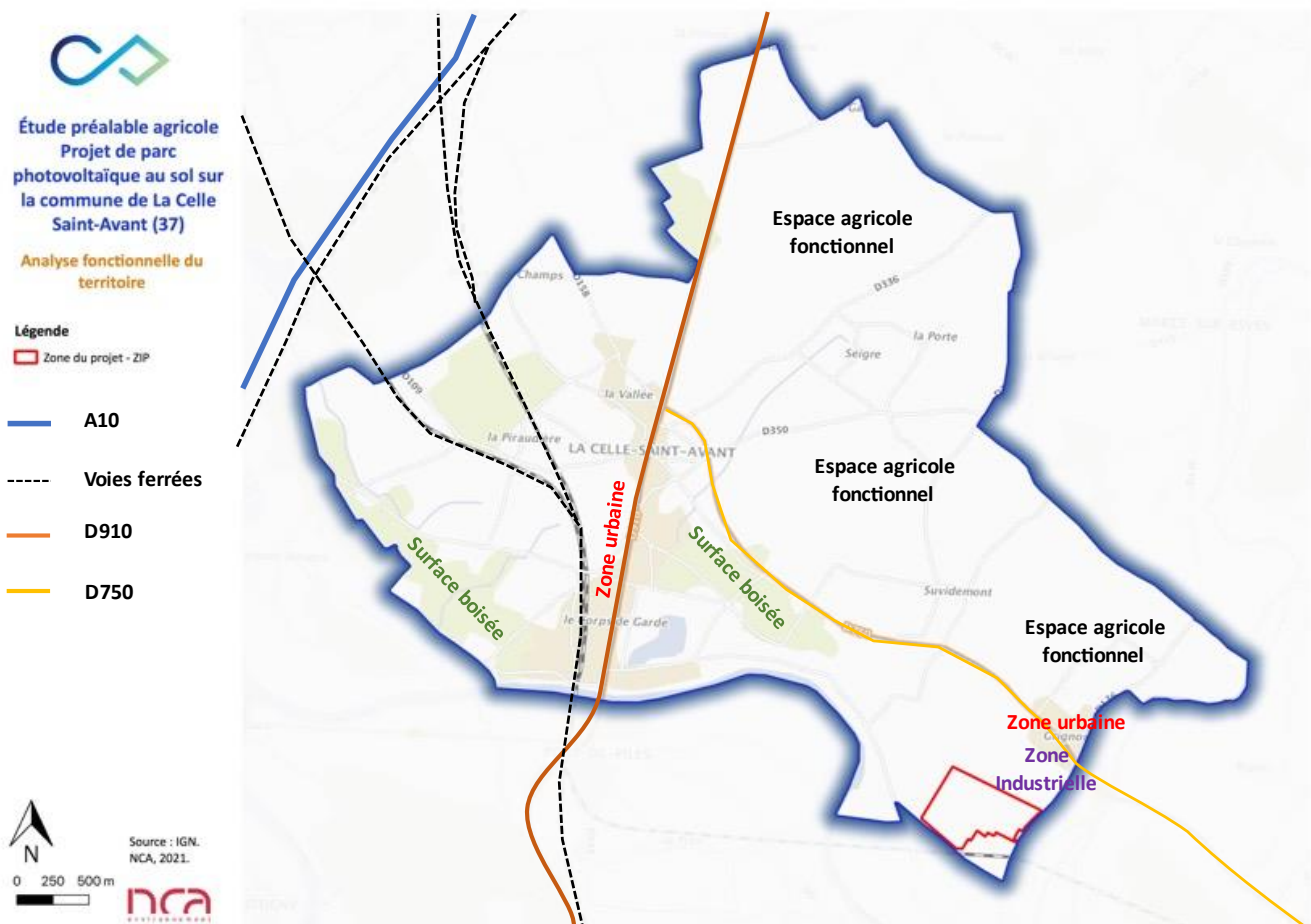 Étude préalable agricole
Projet de parc
photovoltaïque au sol sur
la commune de La Celle
Saint-Avant (37)
Analyse fonctionnelle du
territoire
Légende
Zone du projet - ZIP
A10
Voies ferrées
D910
D750
N
0 250 500 m
Source : IGN.
NCA, 2021.
nca
environnement
Espace agricole
fonctionnel
Champs
D158
D336
la Porte
Seigre
D109
la Vallée
la Piraudière
LA CELLE-SAINT-AVANT
D350
Espace agricole
fonctionnel
Zone urbaine
Surface boisée
Surface boisée
Suvidemont
le Corps de Garde
Espace agricole
fonctionnel
Zone urbaine
Zone
Industrielle